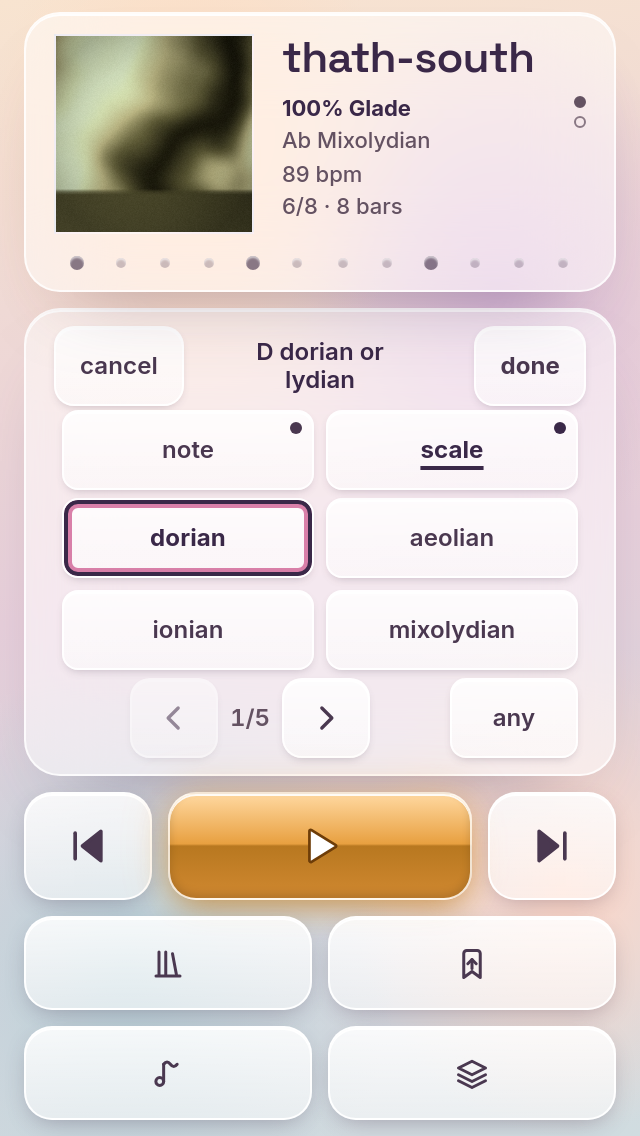 thath-south
100% Glade
Ab Mixolydian
89 bpm
6/8 · 8 bars
cancel
D dorian or
lydian
done
note
scale
dorian
aeolian
ionian
mixolydian
1/5
any